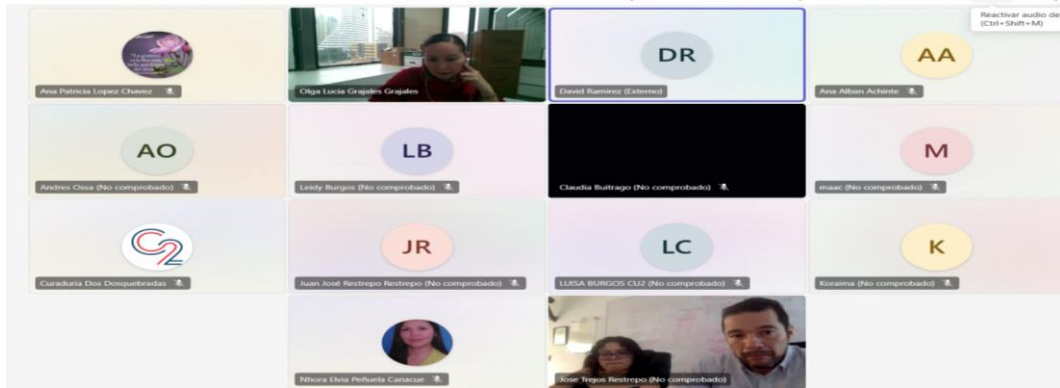 Reactivar audio de
(Ctrl+Shift+M)
Ana Patricia Lopez Chavez
Olga Lucia Grajales Grajales
DR
David Ramirez (Externo)
AA
Ana Alban Achinte
AO
Andres Ossa (No comprobado)
LB
Leidy Burgos (No comprobado)
Claudia Buitrago (No comprobado)
M
maac (No comprobado)
C2
Curaduria Dos Dosquebradas
JR
Juan José Restrepo Restrepo (No comprobado)
LC
LUISA BURGOS CU2 (No comprobado)
K
Koraima (No comprobado)
Nhora Elvia Peñuela Canacue
Jose Trejos Restrepo (No comprobado)